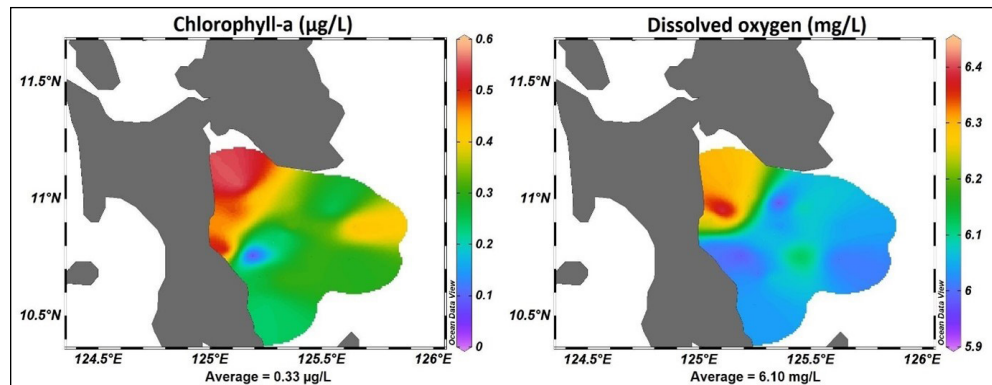 Chlorophyll-a (µg/L)
0.6
0.5
0.4
0.3
0.2
0.1
0
11.5°N
11°N
10.5°N
124.5°E
125°E
125.5°E
126°E
Ocean Data View
Average = 0.33 µg/L
Dissolved oxygen (mg/L)
6.4
6.3
6.2
6.1
6
5.9
11.5°N
11°N
10.5°N
124.5°E
125°E
125.5°E
126°E
Ocean Data View
Average = 6.10 mg/L